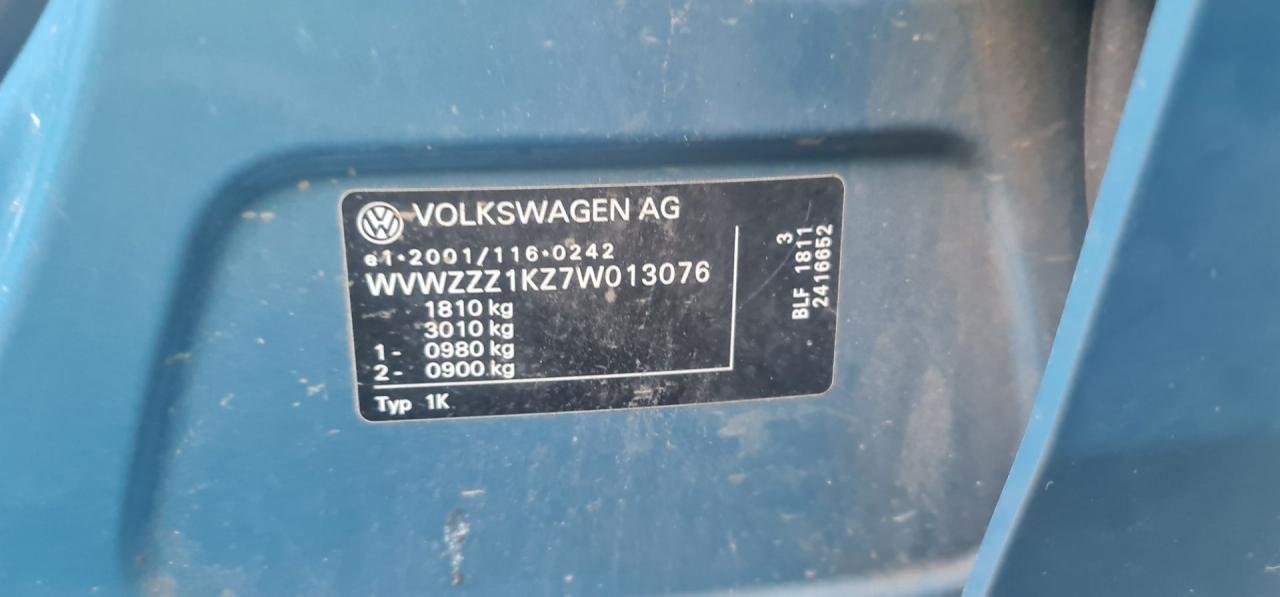 VOLKSWAGEN AG
e1*2001/116*0242
WVWZZZ1KZ7W013076
1810 kg
3010 kg
1- 0980 kg
2- 0900 kg
Typ 1K
3
BLF 1811
2416652